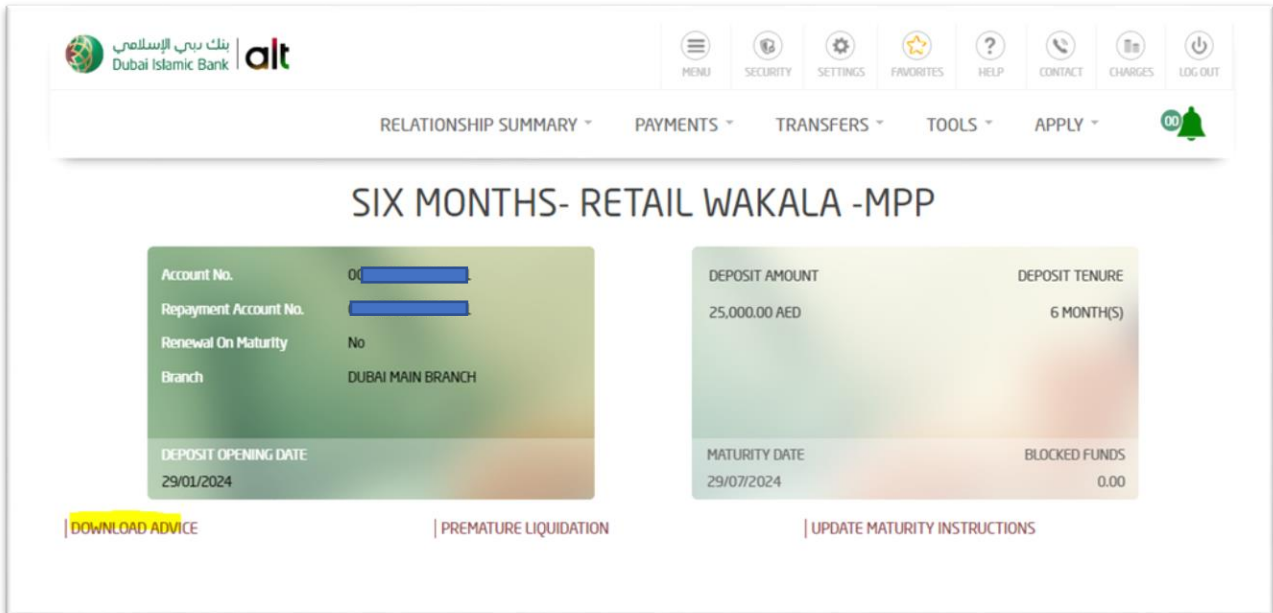 بنك دبي الإسلامي
Dubai Islamic Bank
alt
MENU
SECURITY
SETTINGS
FAVORITES
HELP
CONTACT
CHARGES
LOG OUT
RELATIONSHIP SUMMARY
PAYMENTS
TRANSFERS
TOOLS
APPLY
00
SIX MONTHS- RETAIL WAKALA -MPP
Account No.
Repayment Account No.
Renewal On Maturity No
Branch DUBAI MAIN BRANCH
DEPOSIT OPENING DATE
29/01/2024
DEPOSIT AMOUNT DEPOSIT TENURE
25,000.00 AED 6 MONTH(S)
MATURITY DATE BLOCKED FUNDS
29/07/2024 0.00
DOWNLOAD ADVICE
PREMATURE LIQUIDATION
UPDATE MATURITY INSTRUCTIONS